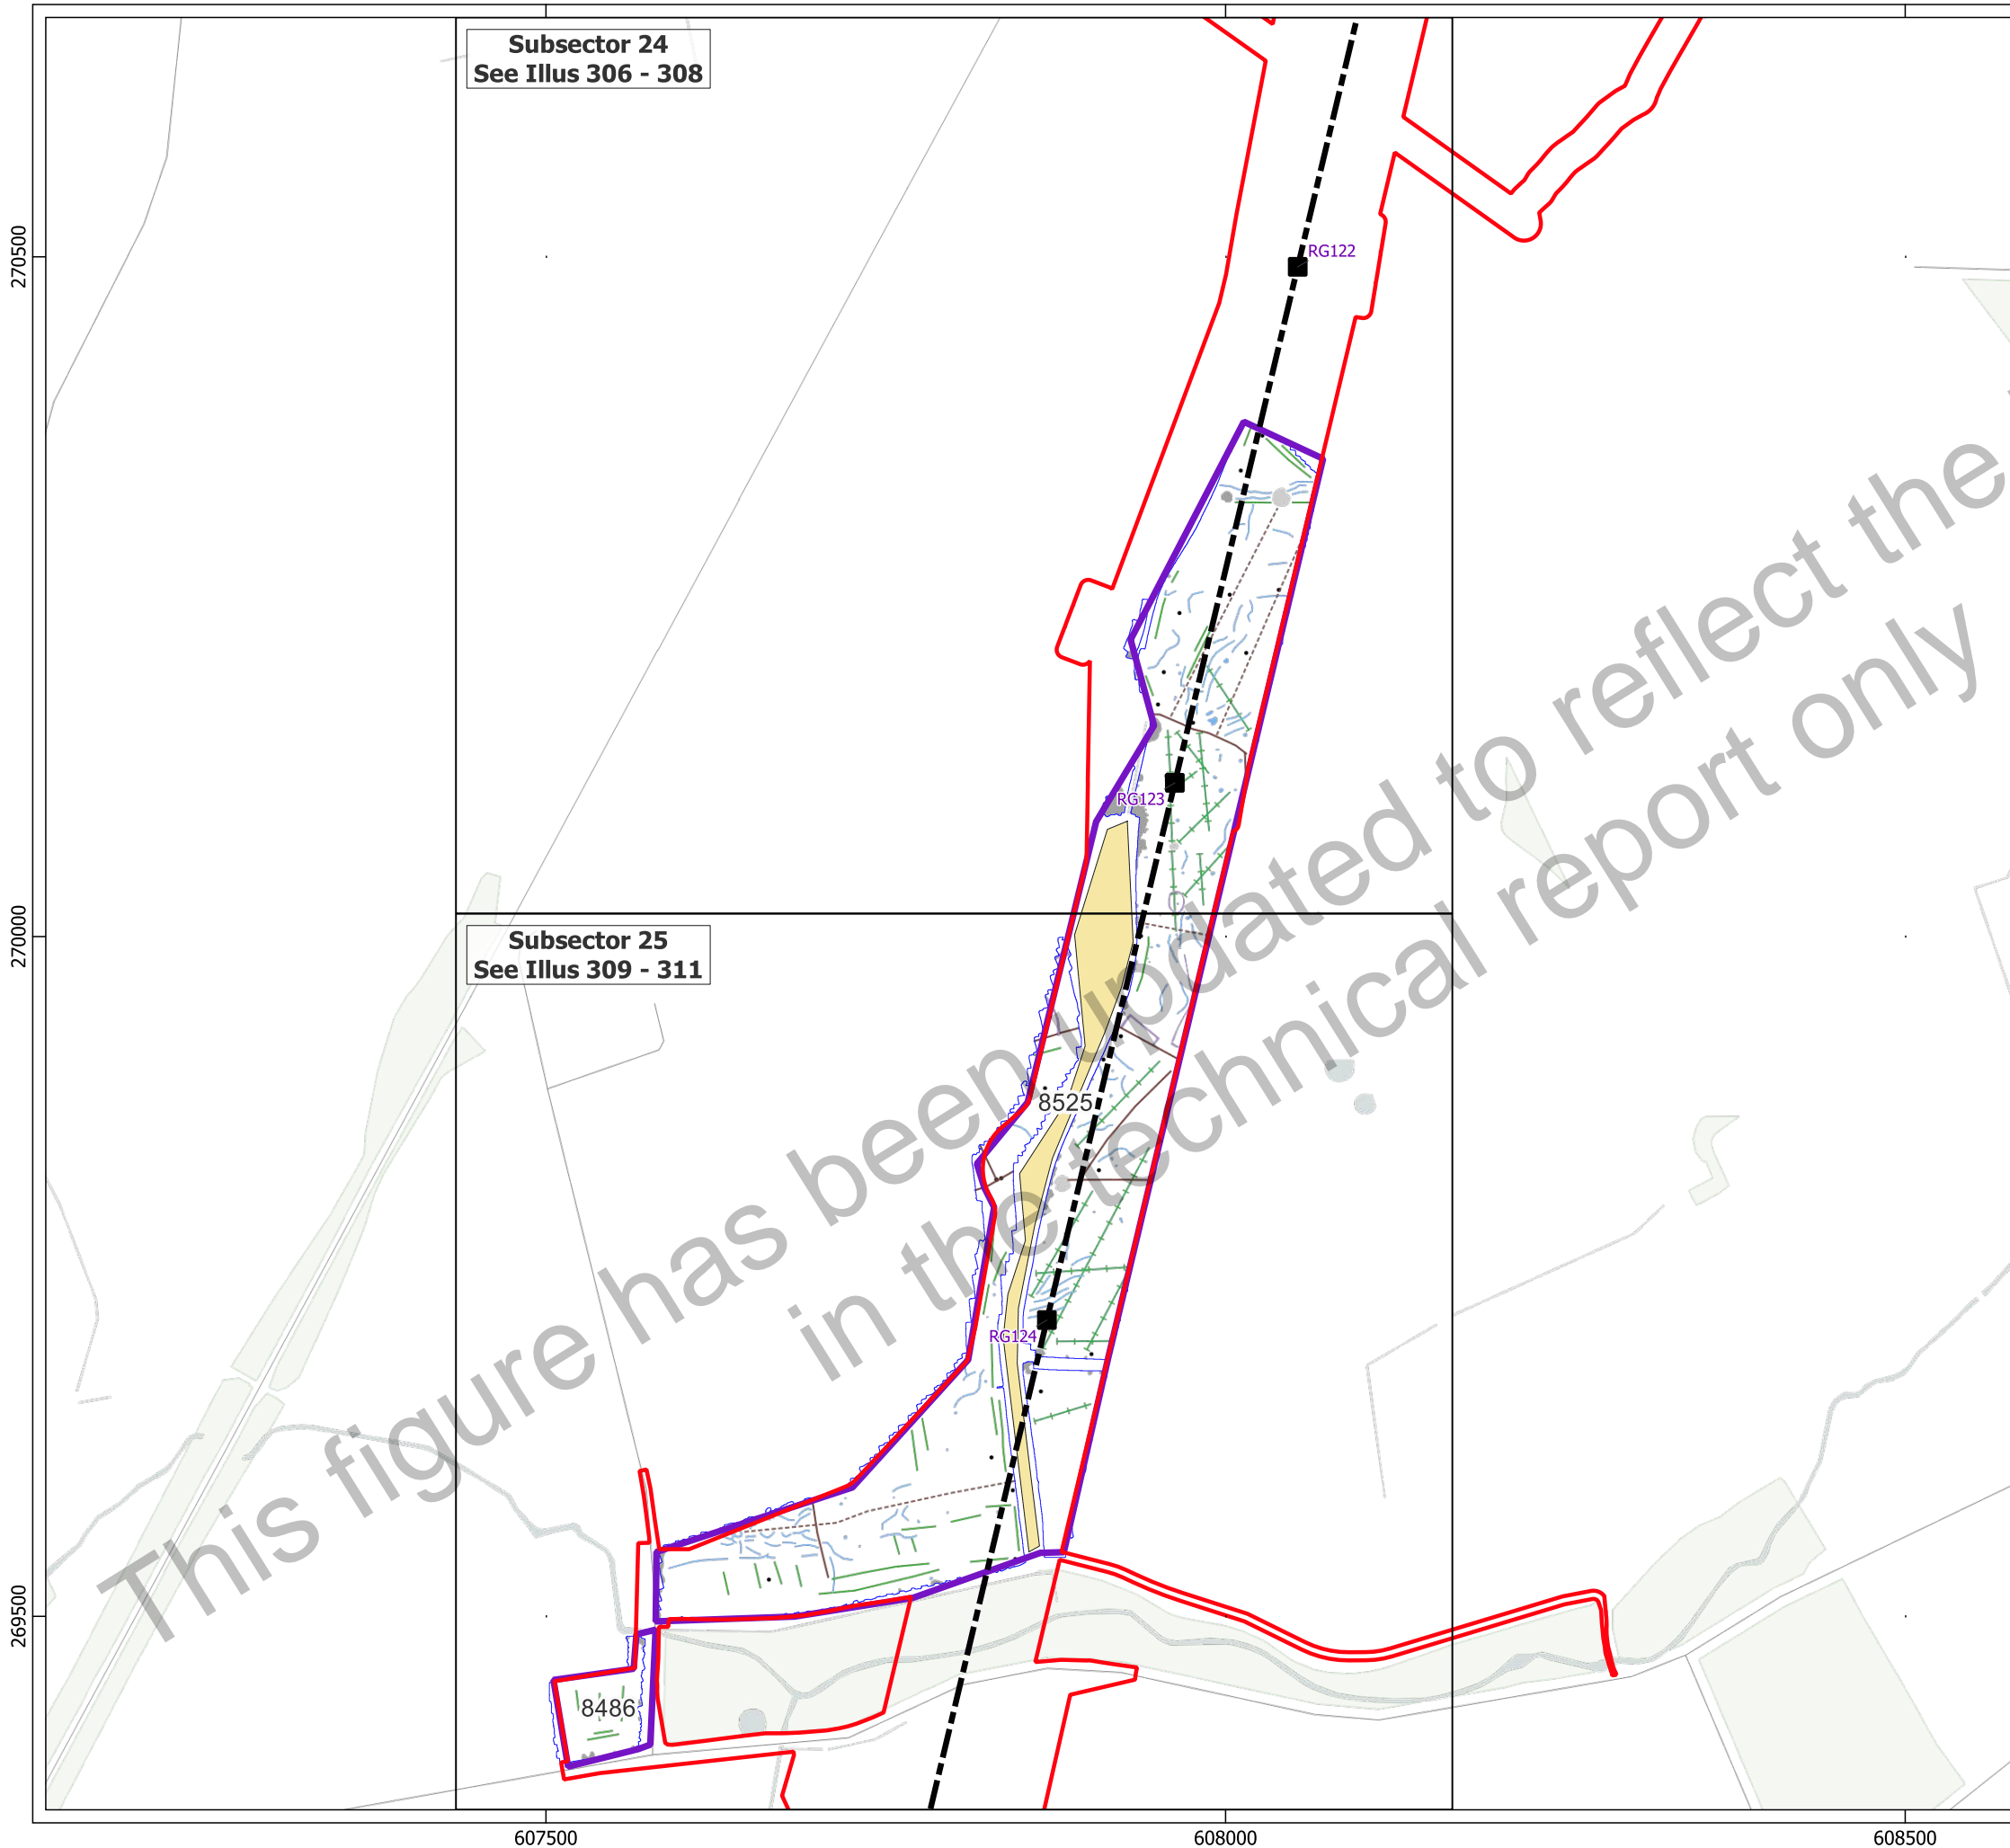 Subsector 24
See Illus 306 - 308
270500
RG122
RG123
270000
Subsector 25
See Illus 309 - 311
8525
RG124
269500
8486
607500
608000
608500
This figure has been updated to reflect the
in the technical report only